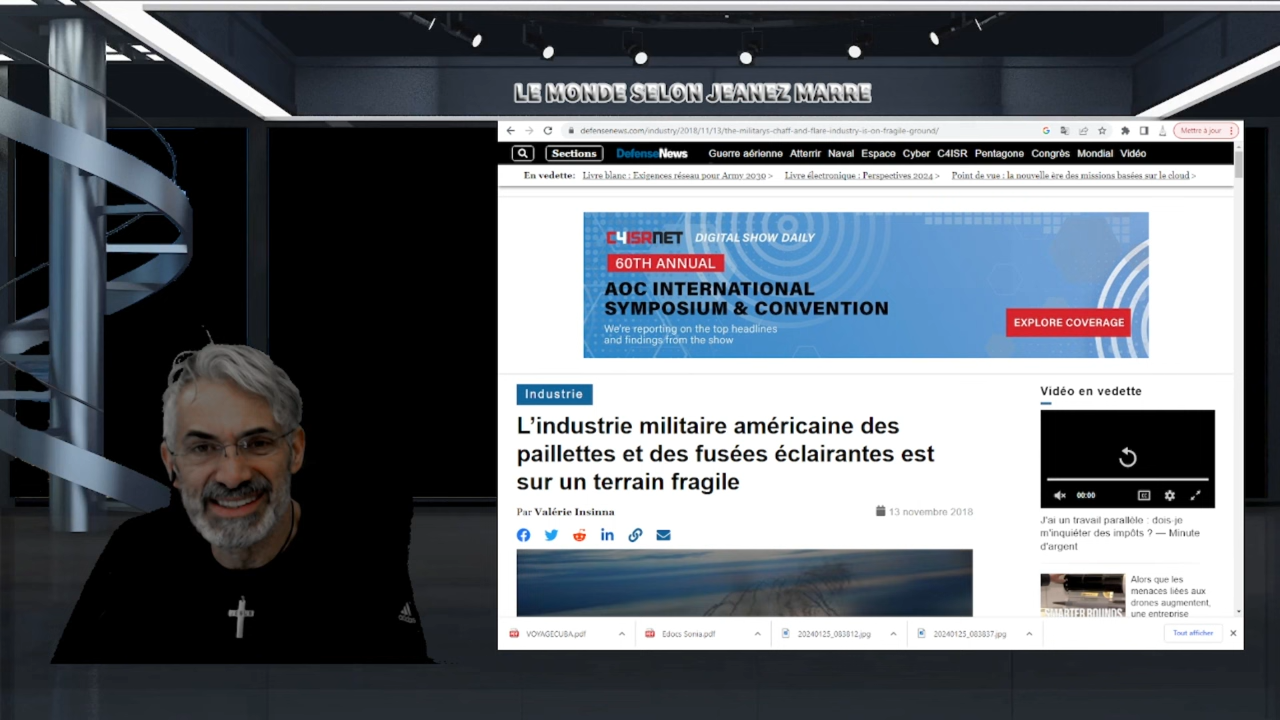 LE MONDE SELON JEANEZ MARRE
defensenews.com/industry/2018/11/13/the-militarys-chaff-and-flare-industry-is-on-fragile-ground/
Mettre à jour
Sections
DefenseNews
Guerre aérienne Atterrir Naval Espace Cyber C4ISR Pentagone Congrès Mondial Vidéo
En vedette: Livre blanc : Exigences réseau pour Army 2030 > Livre électronique : Perspectives 2024 > Point de vue : la nouvelle ère des missions basées sur le cloud >
C4ISRNET DIGITAL SHOW DAILY
60TH ANNUAL
AOC INTERNATIONAL
SYMPOSIUM & CONVENTION
We're reporting on the top headlines
and findings from the show
EXPLORE COVERAGE
Industrie
L'industrie militaire américaine des
paillettes et des fusées éclairantes est
sur un terrain fragile
Par Valérie Insinna
13 novembre 2018
Vidéo en vedette
00:00
J'ai un travail parallèle : dois-je
m'inquiéter des impôts ? — Minute
d'argent
Alors que les
menaces liées aux
drones augmentent,
une entreprise
SMARTER ROUNDS
adidas
VOYAGECUBA.pdf
Edocs Sonia.pdf
20240125_083812.jpg
20240125_083837.jpg
Tout afficher